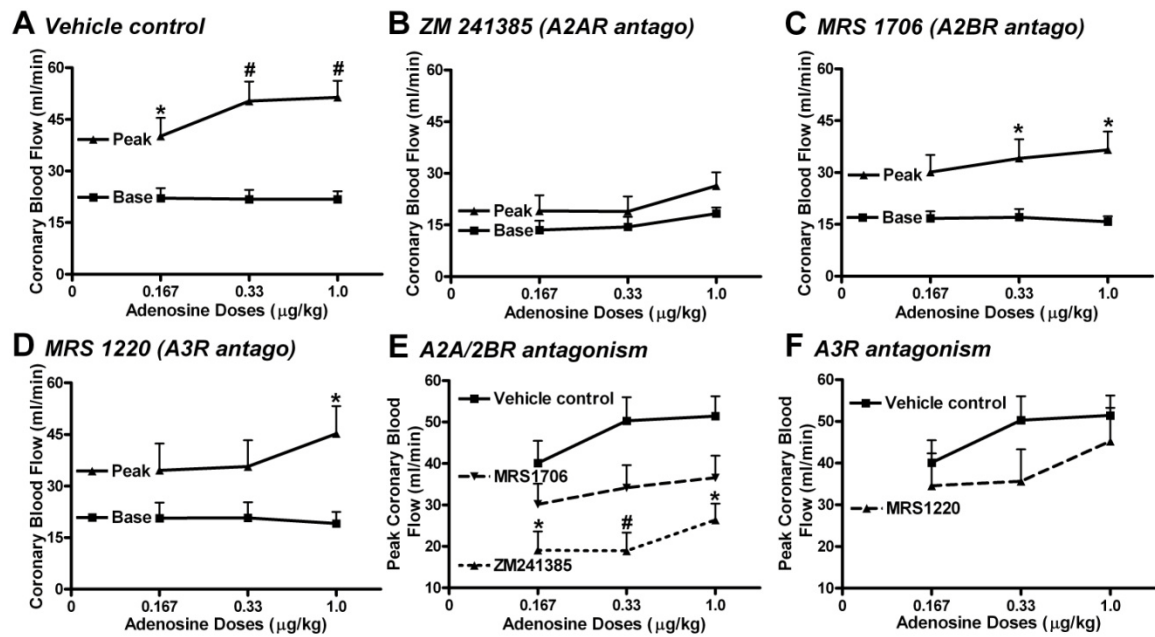 A Vehicle control
Coronary Blood Flow (ml/min)
60
45
30
15
0
* # #
Peak
Base
0 0.167 0.33 1.0
Adenosine Doses (μg/kg)
B ZM 241385 (A2AR antago)
Coronary Blood Flow (ml/min)
60
45
30
15
0
Peak
Base
0 0.167 0.33 1.0
Adenosine Doses (μg/kg)
C MRS 1706 (A2BR antago)
Coronary Blood Flow (ml/min)
60
45
30
15
0
* *
Peak
Base
0 0.167 0.33 1.0
Adenosine Doses (μg/kg)
D MRS 1220 (A3R antago)
Coronary Blood Flow (ml/min)
60
45
30
15
0
*
Peak
Base
0 0.167 0.33 1.0
Adenosine Doses (μg/kg)
E A2A/2BR antagonism
Peak Coronary Blood
Flow (ml/min)
60
50
40
30
20
10
Vehicle control
MRS1706
* # *
ZM241385
0 0.167 0.33 1.0
Adenosine Doses (μg/kg)
F A3R antagonism
Peak Coronary Blood
Flow (ml/min)
60
50
40
30
20
10
Vehicle control
MRS1220
0 0.167 0.33 1.0
Adenosine Doses (μg/kg)